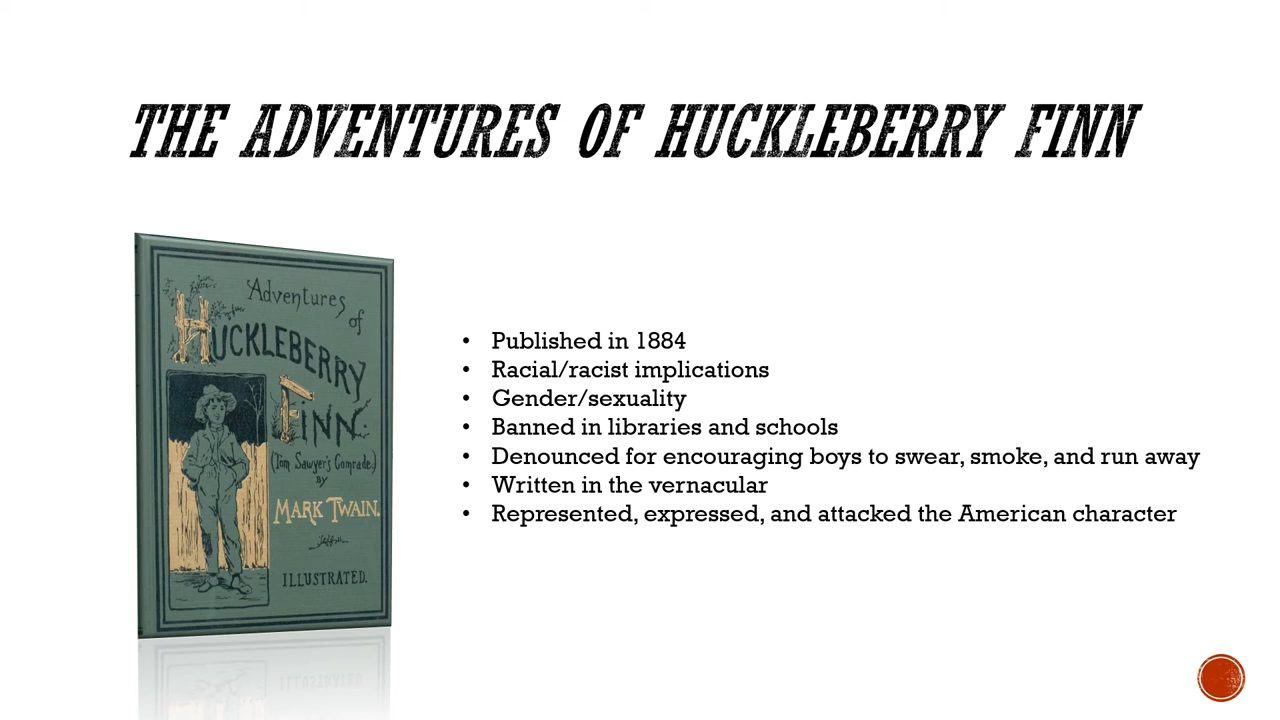 THE ADVENTURES OF HUCKLEBERRY FINN
Adventures
of
HUCKLEBERRY
FINN.
(Tom Sawyer's Comrade.)
BY
MARK TWAIN.
ILLUSTRATED.
• Published in 1884
• Racial/racist implications
• Gender/sexuality
• Banned in libraries and schools
• Denounced for encouraging boys to swear, smoke, and run away
• Written in the vernacular
• Represented, expressed, and attacked the American character